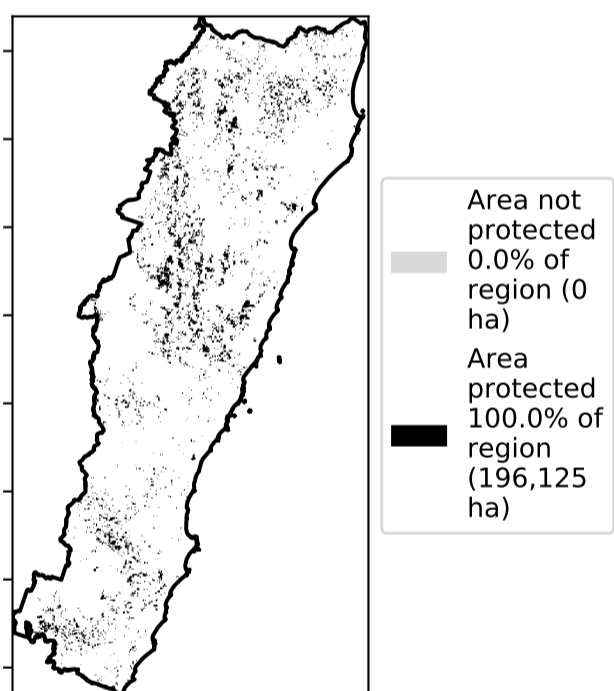 Area not
protected
0.0% of
region (0
ha)
Area
protected
100.0% of
region
(196,125
ha)